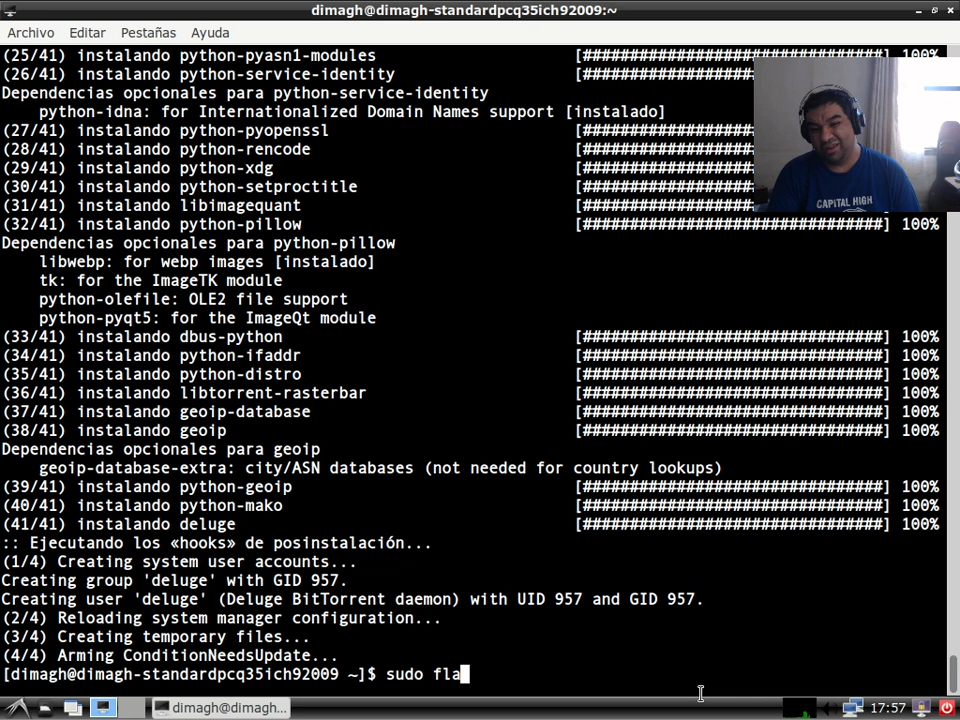 dimagh@dimagh-standardpcq35ich92009:~
Archivo Editar Pestañas Ayuda
(25/41) instalando python-pyasn1-modules [################################] 100%
(26/41) instalando python-service-identity [##################
Dependencias opcionales para python-service-identity
python-idna: for Internationalized Domain Names support [instalado]
(27/41) instalando python-pyopenssl [##################
(28/41) instalando python-rencode [##################
(29/41) instalando python-xdg [##################
(30/41) instalando python-setproctitle [##################
(31/41) instalando libimagequant [##################
(32/41) instalando python-pillow [################################] 100%
Dependencias opcionales para python-pillow
libwebp: for webp images [instalado]
tk: for the ImageTK module
python-olefile: OLE2 file support
python-pyqt5: for the ImageQt module
(33/41) instalando dbus-python [################################] 100%
(34/41) instalando python-ifaddr [################################] 100%
(35/41) instalando python-distro [################################] 100%
(36/41) instalando libtorrent-rasterbar [################################] 100%
(37/41) instalando geoip-database [################################] 100%
(38/41) instalando geoip [################################] 100%
Dependencias opcionales para geoip
geoip-database-extra: city/ASN databases (not needed for country lookups)
(39/41) instalando python-geoip [################################] 100%
(40/41) instalando python-mako [################################] 100%
(41/41) instalando deluge [################################] 100%
:: Ejecutando los «hooks» de posinstalación...
(1/4) Creating system user accounts...
Creating group 'deluge' with GID 957.
Creating user 'deluge' (Deluge BitTorrent daemon) with UID 957 and GID 957.
(2/4) Reloading system manager configuration...
(3/4) Creating temporary files...
(4/4) Arming ConditionNeedsUpdate...
[dimagh@dimagh-standardpcq35ich92009 ~]$ sudo fla
CAPITAL HIGH
dimagh@dimagh... 17:57